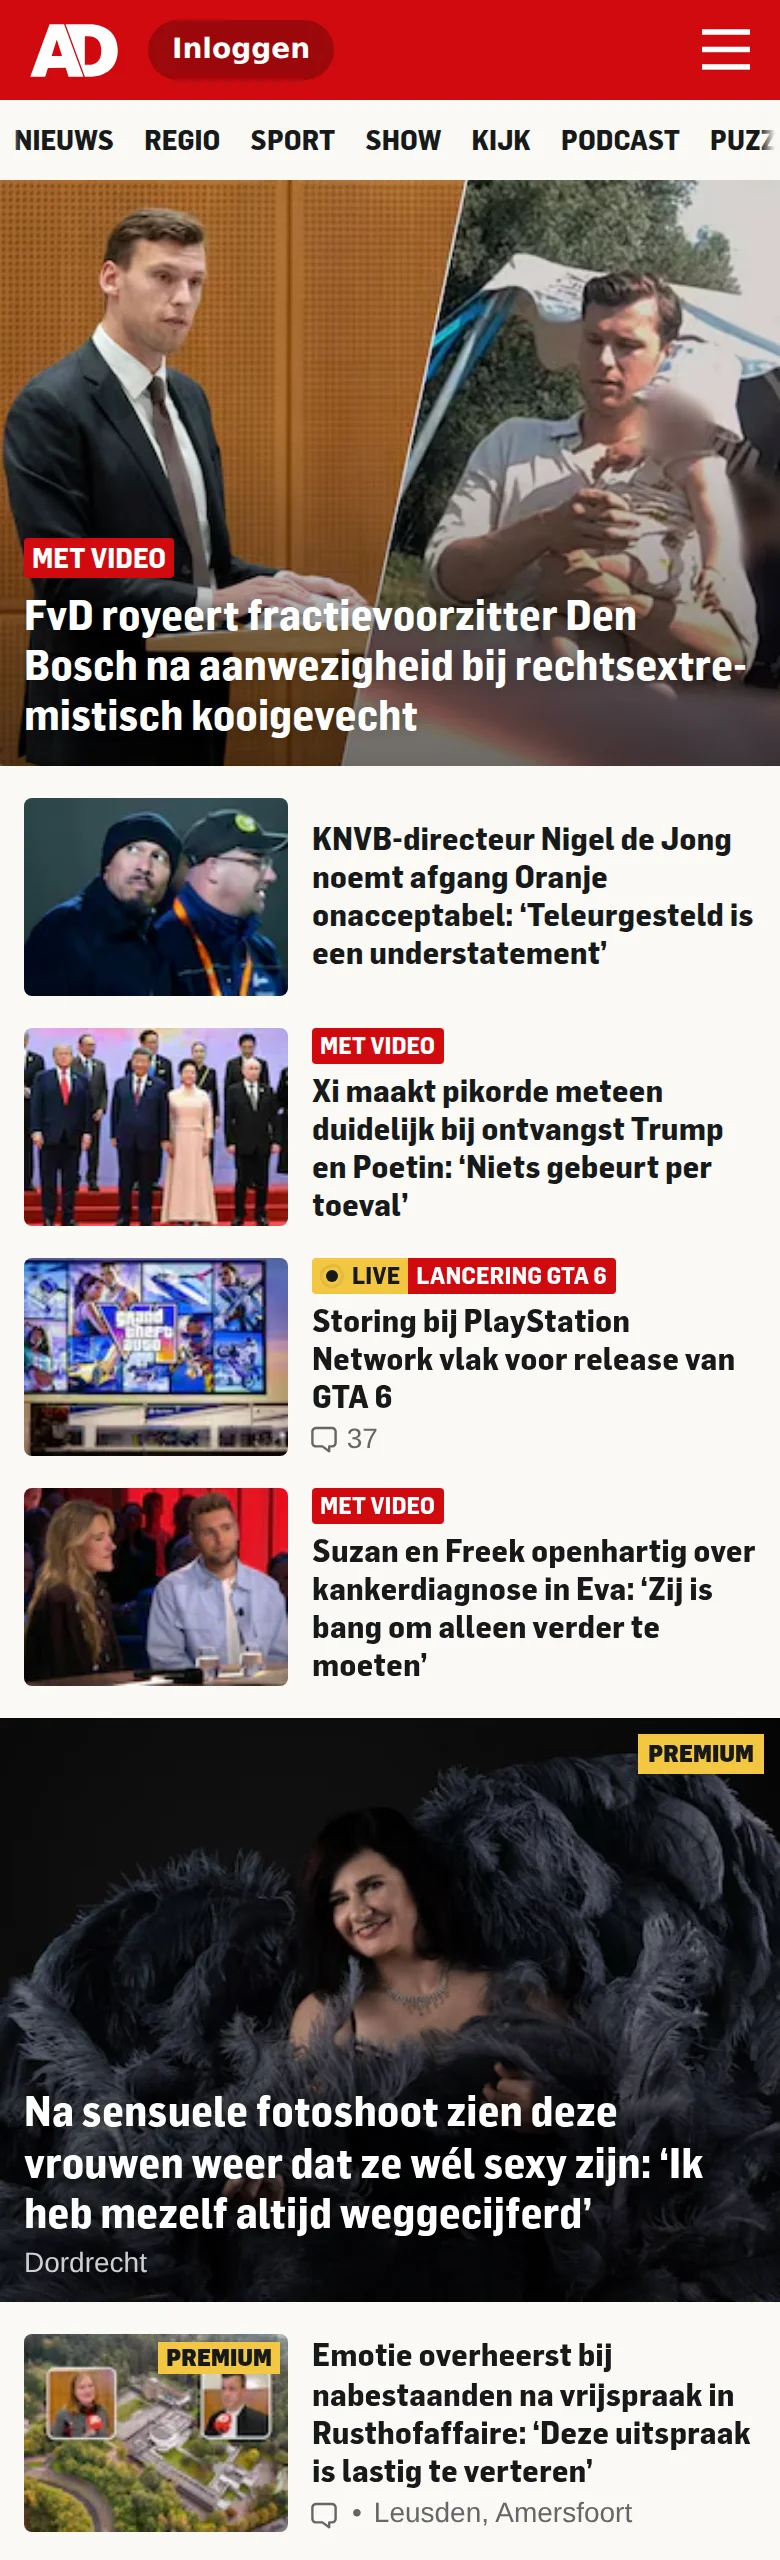 AD
Inloggen
NIEUWS REGIO SPORT SHOW KIJK PODCAST PUZZ
MET VIDEO
FvD royeert fractievoorzitter Den
Bosch na aanwezigheid bij rechtsextre-
mistisch kooigevecht
KNVB-directeur Nigel de Jong
noemt afgang Oranje
onacceptabel: ‘Teleurgesteld is
een understatement’
MET VIDEO
Xi maakt pikorde meteen
duidelijk bij ontvangst Trump
en Poetin: ‘Niets gebeurt per
toeval’
grand
theft
auto
LIVE LANCERING GTA 6
Storing bij PlayStation
Network vlak voor release van
GTA 6
37
MET VIDEO
Suzan en Freek openhartig over
kankerdiagnose in Eva: ‘Zij is
bang om alleen verder te
moeten’
PREMIUM
Na sensuele fotoshoot zien deze
vrouwen weer dat ze wél sexy zijn: ‘Ik
heb mezelf altijd weggecijferd’
Dordrecht
PREMIUM
Emotie overheerst bij
nabestaanden na vrijspraak in
Rusthofaffaire: ‘Deze uitspraak
is lastig te verteren’
• Leusden, Amersfoort